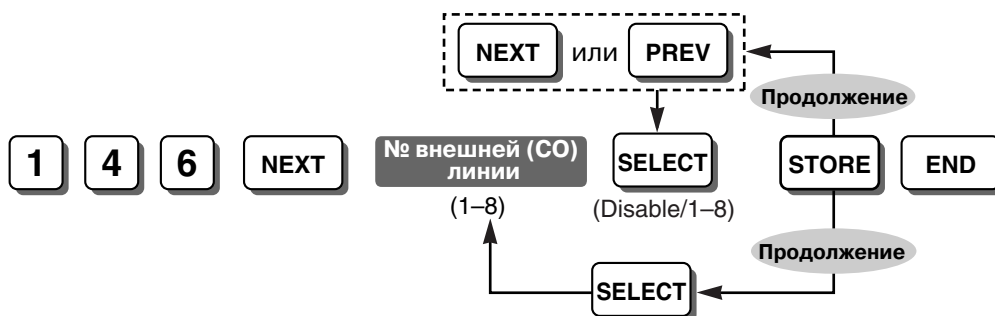 NEXT или PREV
Продолжение
1 4 6 NEXT № внешней (CO) линии SELECT STORE END
(1–8) (Disable/1–8)
Продолжение
SELECT